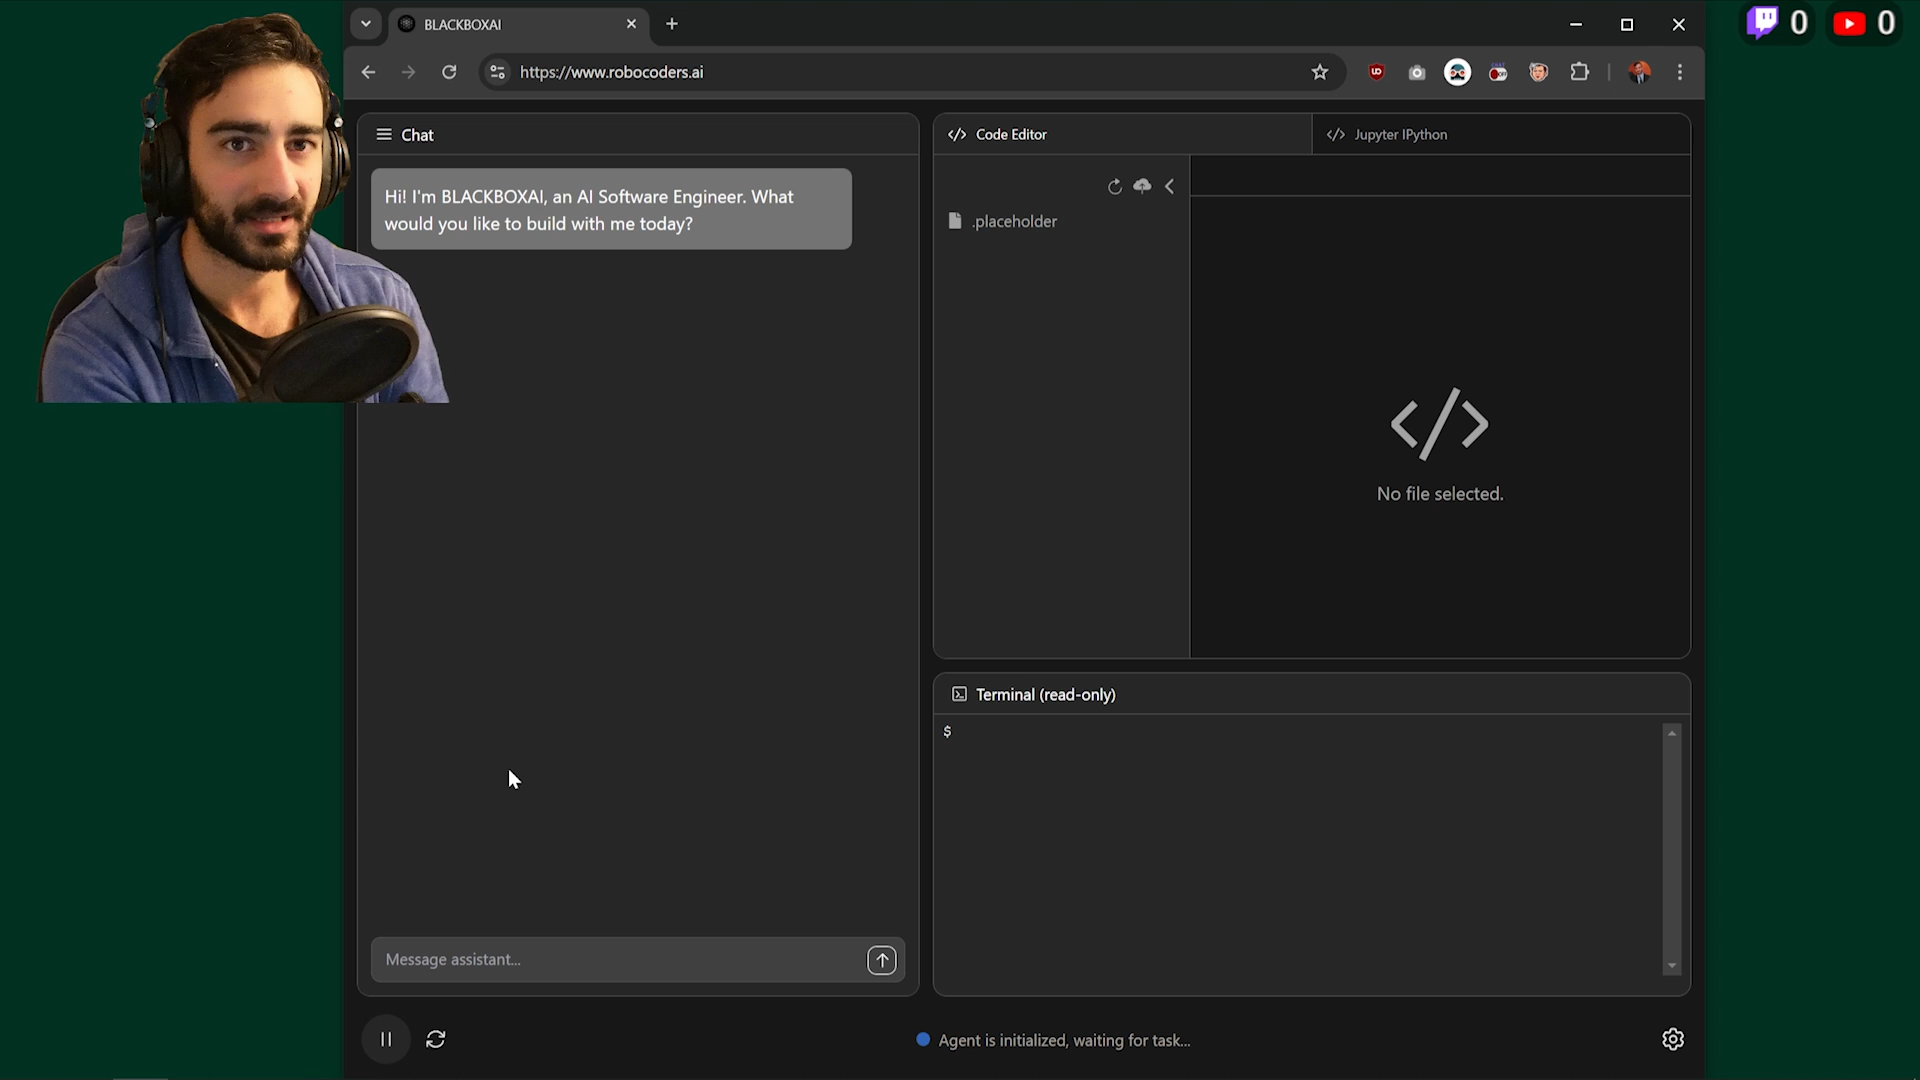 BLACKBOXAI
0
0
https://www.robocoders.ai
Chat
Code Editor
Jupyter IPython
Hi! I'm BLACKBOXAI, an AI Software Engineer. What
would you like to build with me today?
.placeholder
No file selected.
Terminal (read-only)
$
Message assistant...
Agent is initialized, waiting for task...